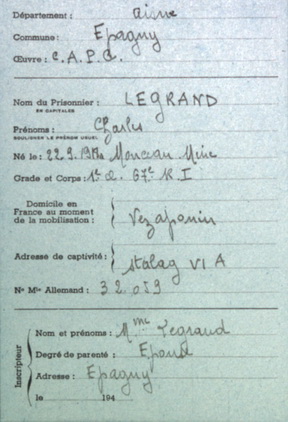 Département : Aisne
Commune : Epagny
Œuvre : C.A.P.G.
Nom du Prisonnier : LEGRAND
EN CAPITALES
Prénoms : Charles
SOULIGNER LE PRÉNOM USUEL
Né le : 22.9. Monceau
Grade et Corps : 67e R I
Domicile en
France au moment
de la mobilisation : Vezaponin
Adresse de captivité : Stalag VI A
No Mle Allemand : 32.059
Inscripteur
Nom et prénoms : Mme Legrand
Degré de parenté : Epouse
Adresse : Epagny
le 194